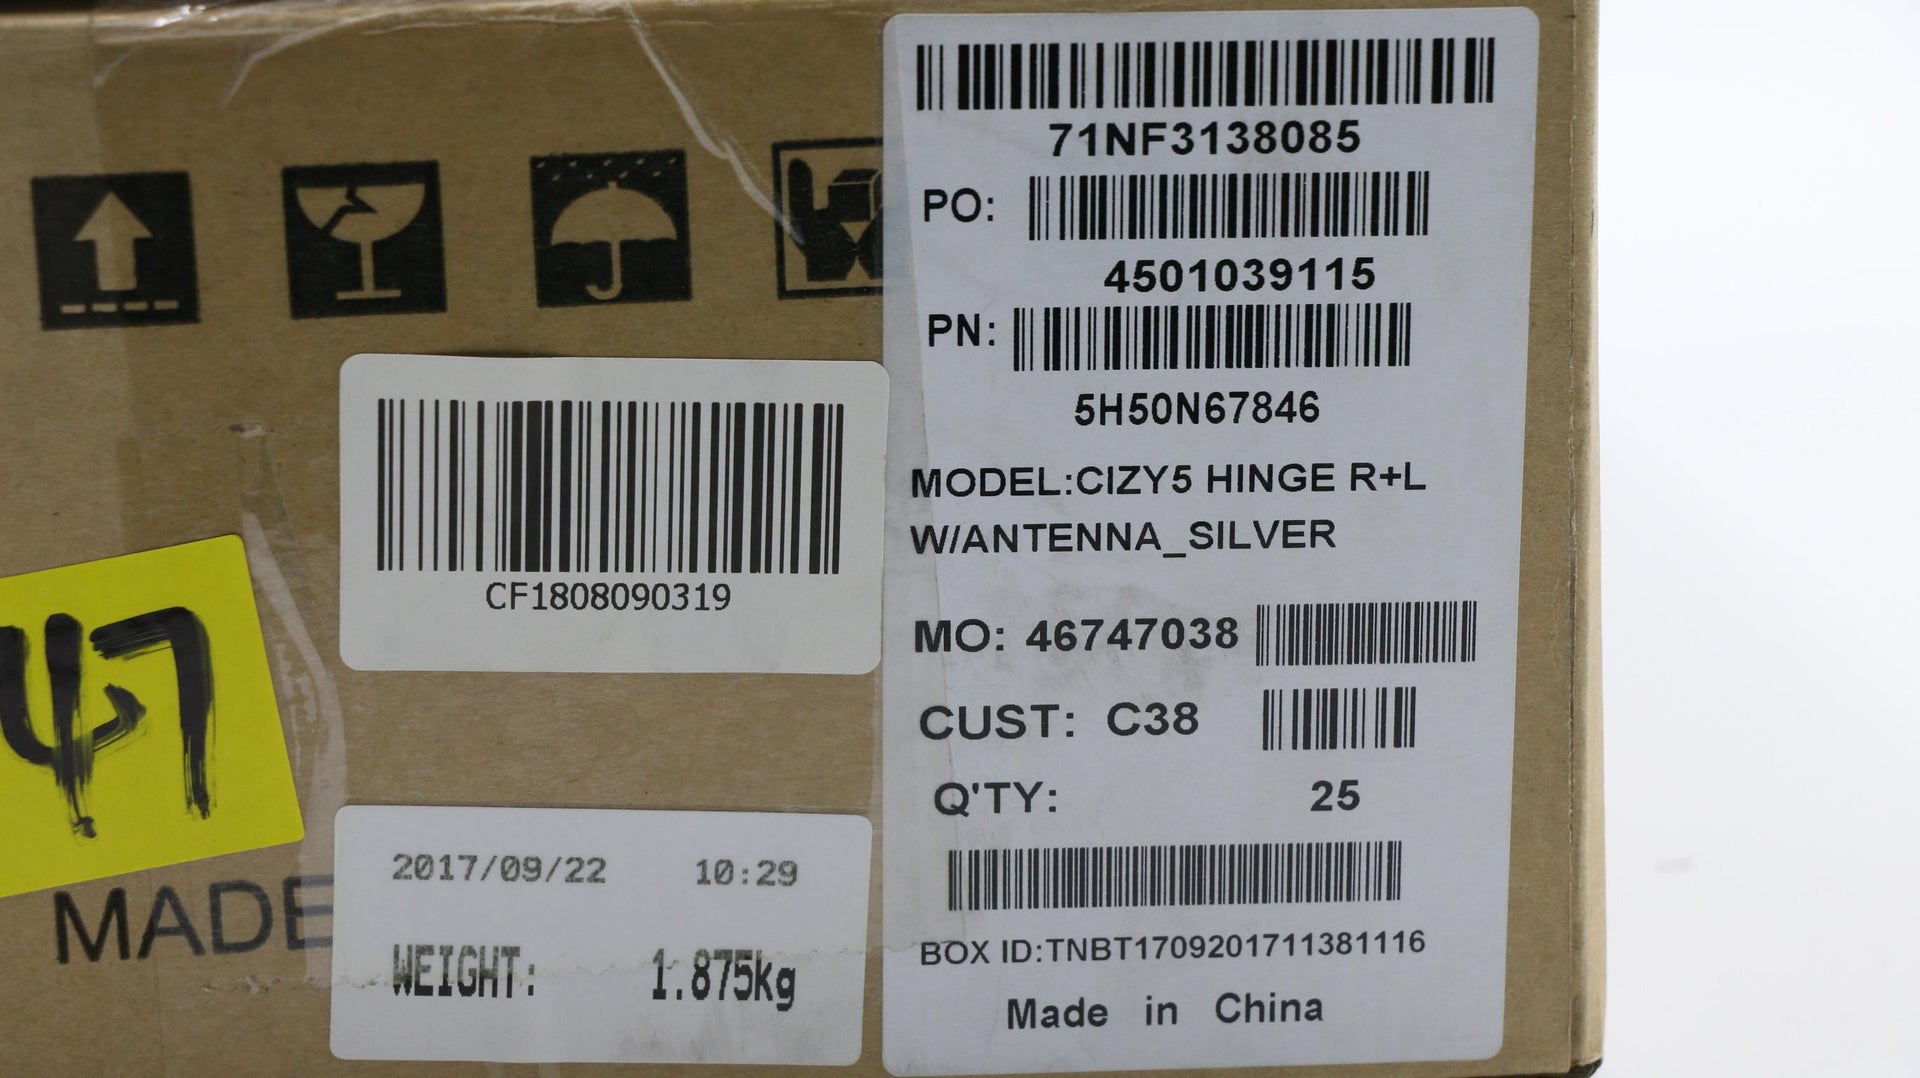 71NF3138085
PO:
4501039115
PN:
5H50N67846
MODEL:CIZY5 HINGE R+L
W/ANTENNA_SILVER
MO: 46747038
CUST: C38
Q'TY: 25
BOX ID:TNBT1709201711381116
Made in China
CF1808090319
47
MADE
2017/09/22 10:29
WEIGHT: 1.875kg